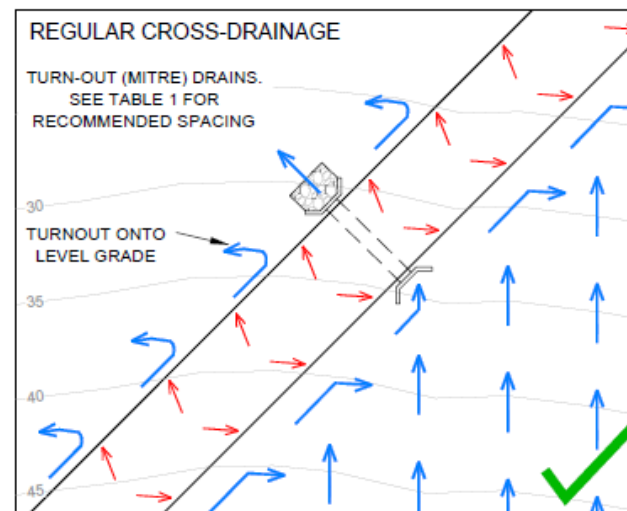 REGULAR CROSS-DRAINAGE
TURN-OUT (MITRE) DRAINS.
SEE TABLE 1 FOR
RECOMMENDED SPACING
30
TURNOUT ONTO
LEVEL GRADE
35
40
45